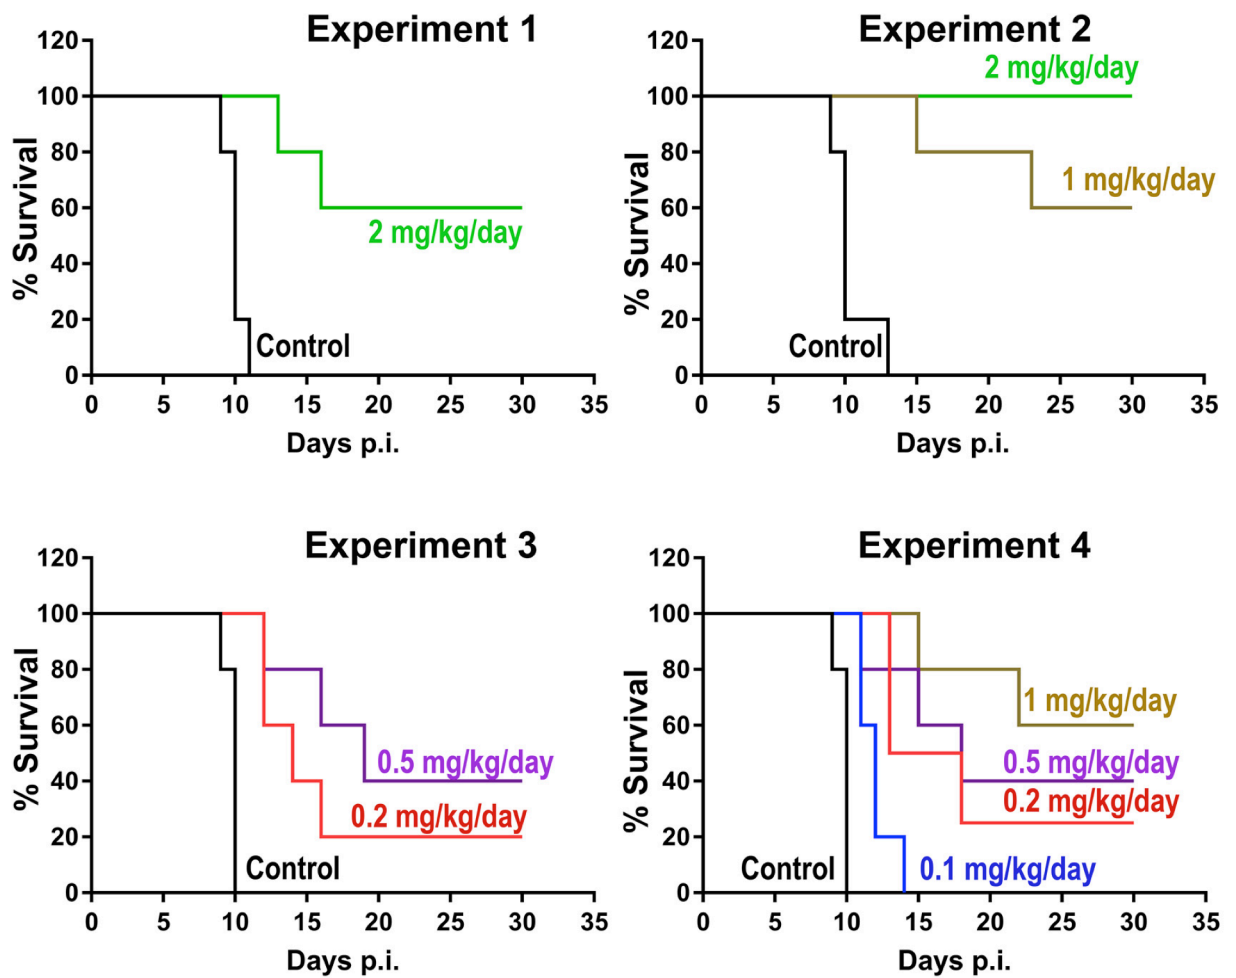 Experiment 1
120
100
80
60
40
20
0
% Survival
2 mg/kg/day
Control
0 5 10 15 20 25 30 35
Days p.i.
Experiment 2
120
100
80
60
40
20
0
% Survival
2 mg/kg/day
1 mg/kg/day
Control
0 5 10 15 20 25 30 35
Days p.i.
Experiment 3
120
100
80
60
40
20
0
% Survival
0.5 mg/kg/day
0.2 mg/kg/day
Control
0 5 10 15 20 25 30 35
Days p.i.
Experiment 4
120
100
80
60
40
20
0
% Survival
1 mg/kg/day
0.5 mg/kg/day
0.2 mg/kg/day
Control
0.1 mg/kg/day
0 5 10 15 20 25 30 35
Days p.i.